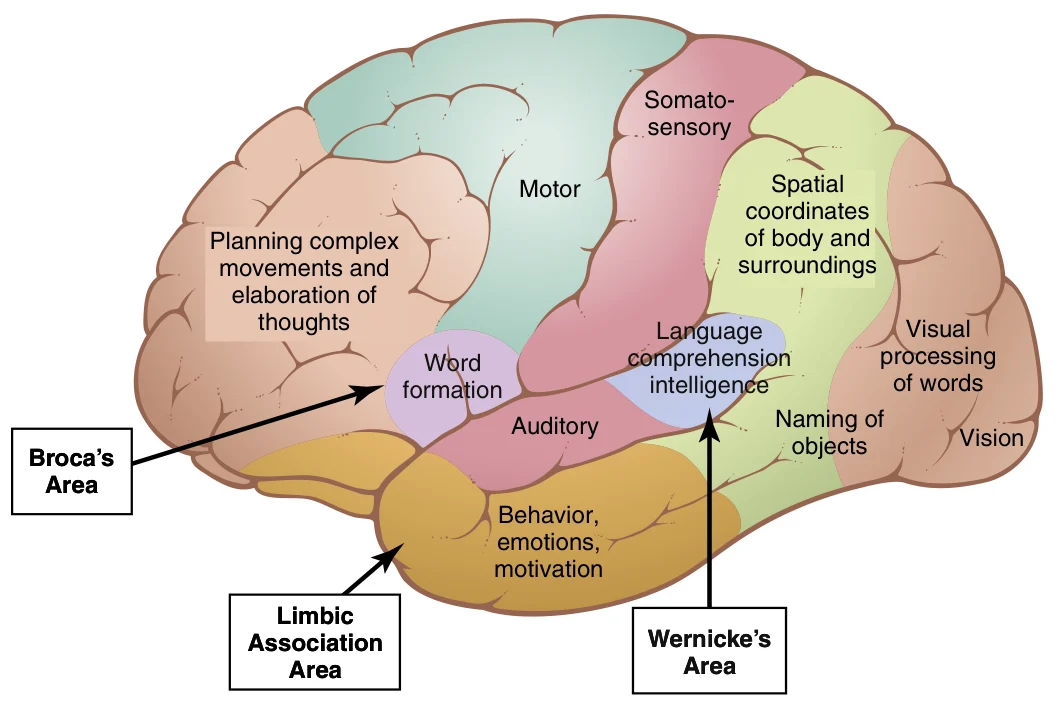 Somato-
sensory
Motor
Spatial
coordinates
of body and
surroundings
Planning complex
movements and
elaboration of
thoughts
Word
formation
Language
comprehension
intelligence
Visual
processing
of words
Auditory
Naming of
objects
Vision
Broca's
Area
Behavior,
emotions,
motivation
Limbic
Association
Area
Wernicke's
Area